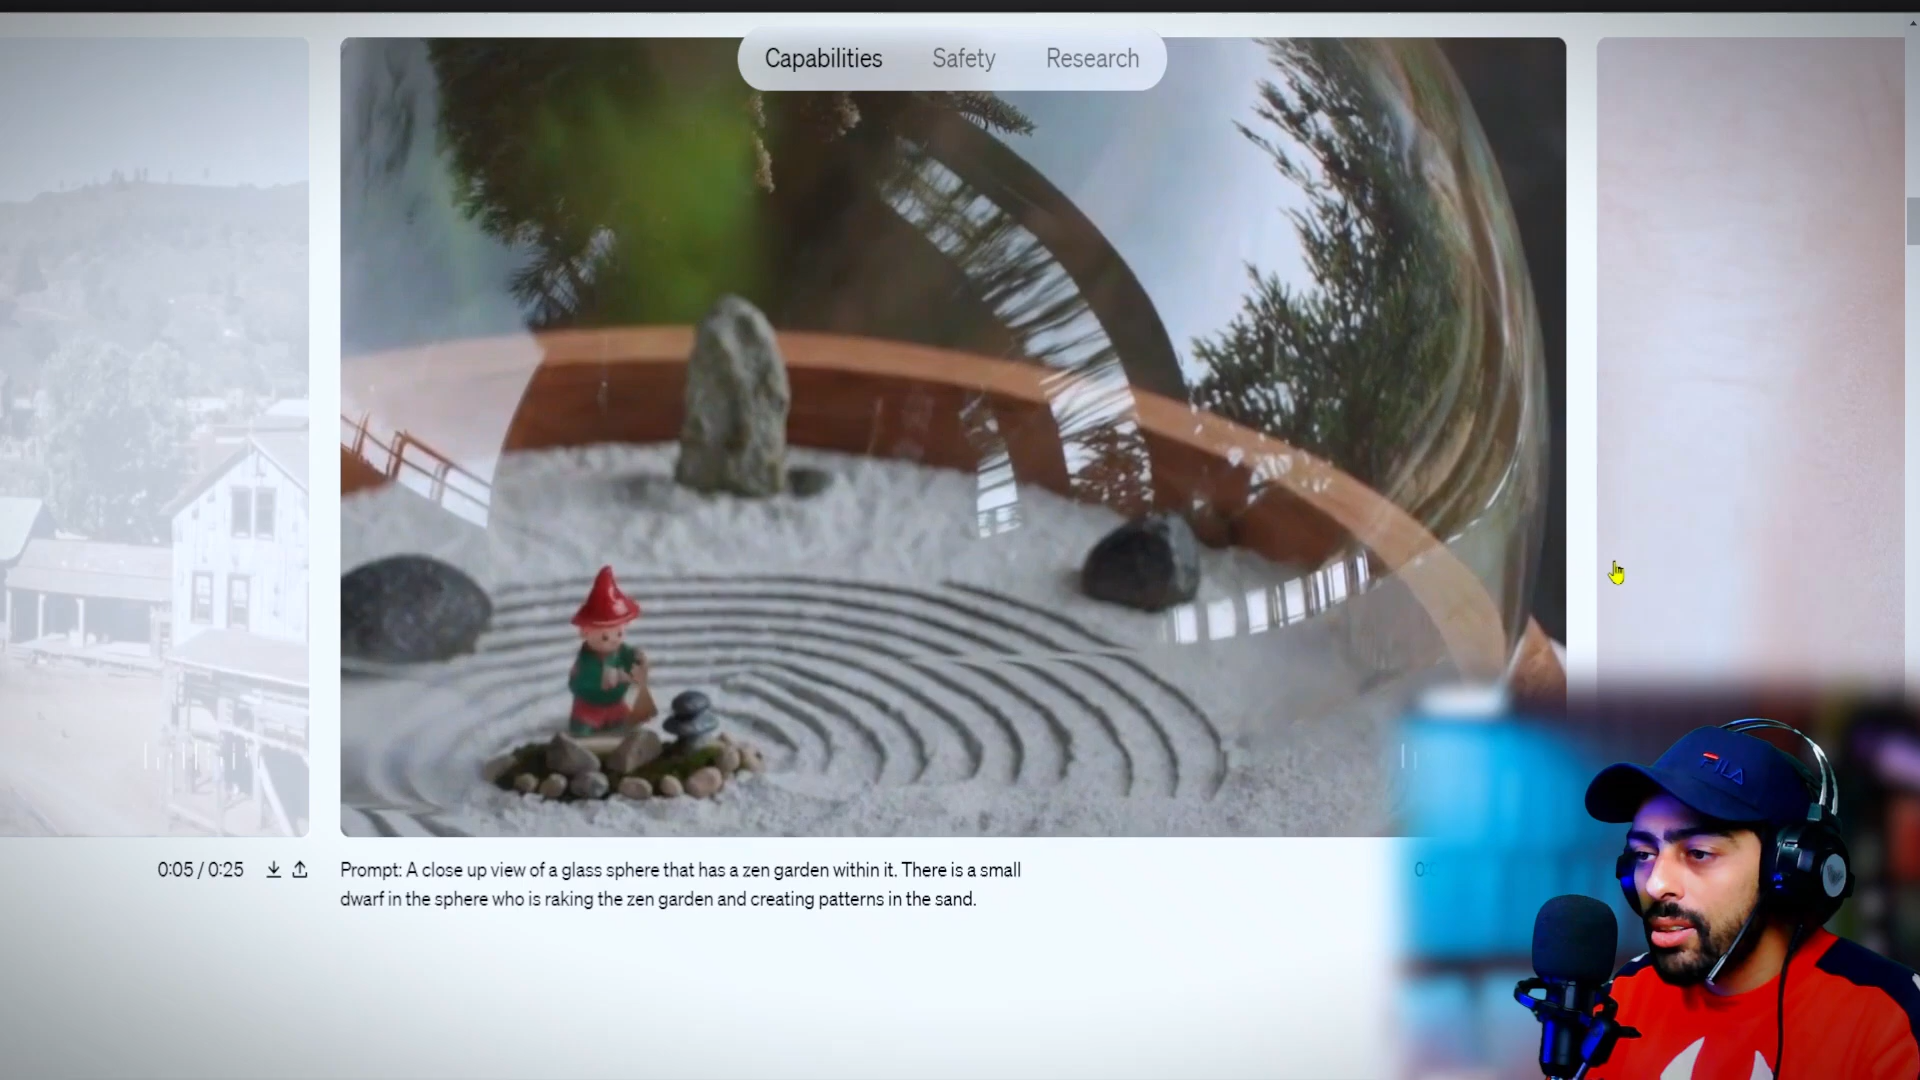 Capabilities Safety Research
0:05 / 0:25
Prompt: A close up view of a glass sphere that has a zen garden within it. There is a small
dwarf in the sphere who is raking the zen garden and creating patterns in the sand.
FILA